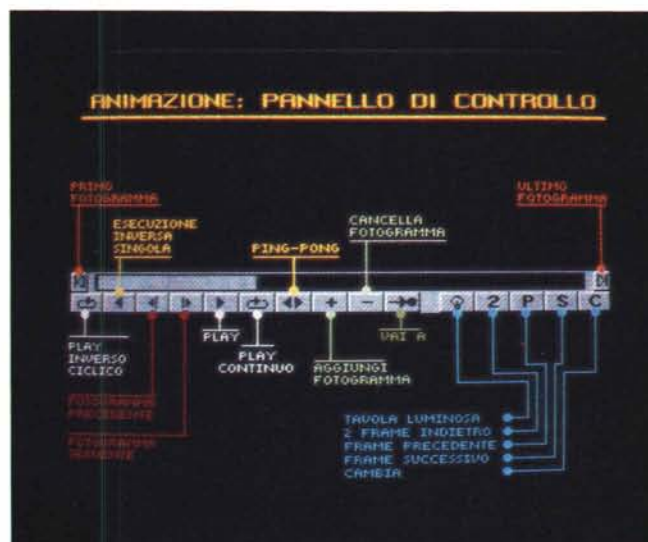 ANIMAZIONE: PANNELLO DI CONTROLLO
PRIMO
FOTOGRAMMA
ULTIMO
FOTOGRAMMA
ESECUZIONE
INVERSA
SINGOLA
PING-PONG
CANCELLA
FOTOGRAMMA
+ − 2 P S C
PLAY
INVERSO
CICLICO
PLAY
PLAY
CONTINUO
AGGIUNGI
FOTOGRAMMA
VAI A
FOTOGRAMMA
PRECEDENTE
FOTOGRAMMA
TAVOLA LUMINOSA
2 FRAME INDIETRO
FRAME PRECEDENTE
FRAME SUCCESSIVO
CAMBIA